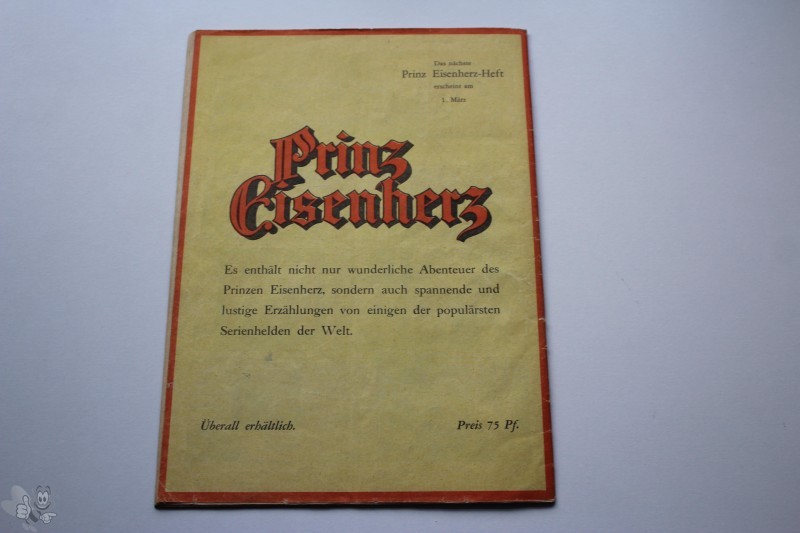 Das nächste
Prinz Eisenherz-Heft
erscheint am
1. März
Prinz
Eisenherz
Es enthält nicht nur wunderliche Abenteuer des
Prinzen Eisenherz, sondern auch spannende und
lustige Erzählungen von einigen der populärsten
Serienhelden der Welt.
Überall erhältlich.
Preis 75 Pf.